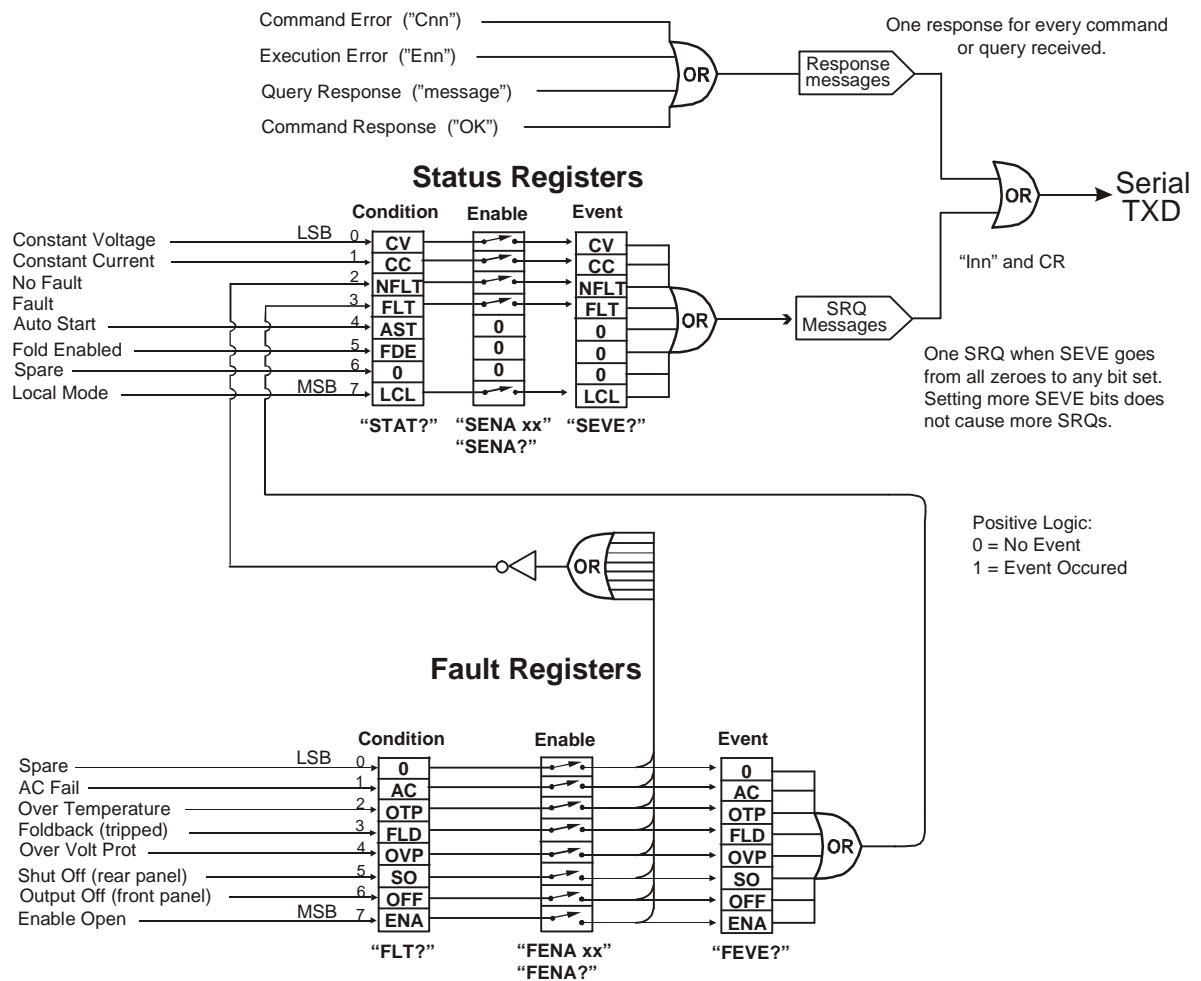 Command Error ("Cnn")
Execution Error ("Enn")
Query Response ("message")
Command Response ("OK")
OR
Response
messages
One response for every command
or query received.
OR
Serial
TXD
"Inn" and CR
Status Registers
Condition Enable Event
Constant Voltage LSB 0 CV CV
Constant Current 1 CC CC
No Fault 2 NFLT NFLT
Fault 3 FLT FLT
Auto Start 4 AST 0 0
Fold Enabled 5 FDE 0 0
Spare 6 0 0 0
Local Mode MSB 7 LCL LCL
“STAT?” “SENA xx” “SEVE?”
“SENA?”
OR
SRQ
Messages
One SRQ when SEVE goes
from all zeroes to any bit set.
Setting more SEVE bits does
not cause more SRQs.
Positive Logic:
0 = No Event
1 = Event Occured
OR
Fault Registers
Condition Enable Event
Spare LSB 0 0 0
AC Fail 1 AC AC
Over Temperature 2 OTP OTP
Foldback (tripped) 3 FLD FLD
Over Volt Prot 4 OVP OVP
Shut Off (rear panel) 5 SO SO
Output Off (front panel) 6 OFF OFF
Enable Open MSB 7 ENA ENA
OR
“FLT?” “FENA xx” “FEVE?”
“FENA?”